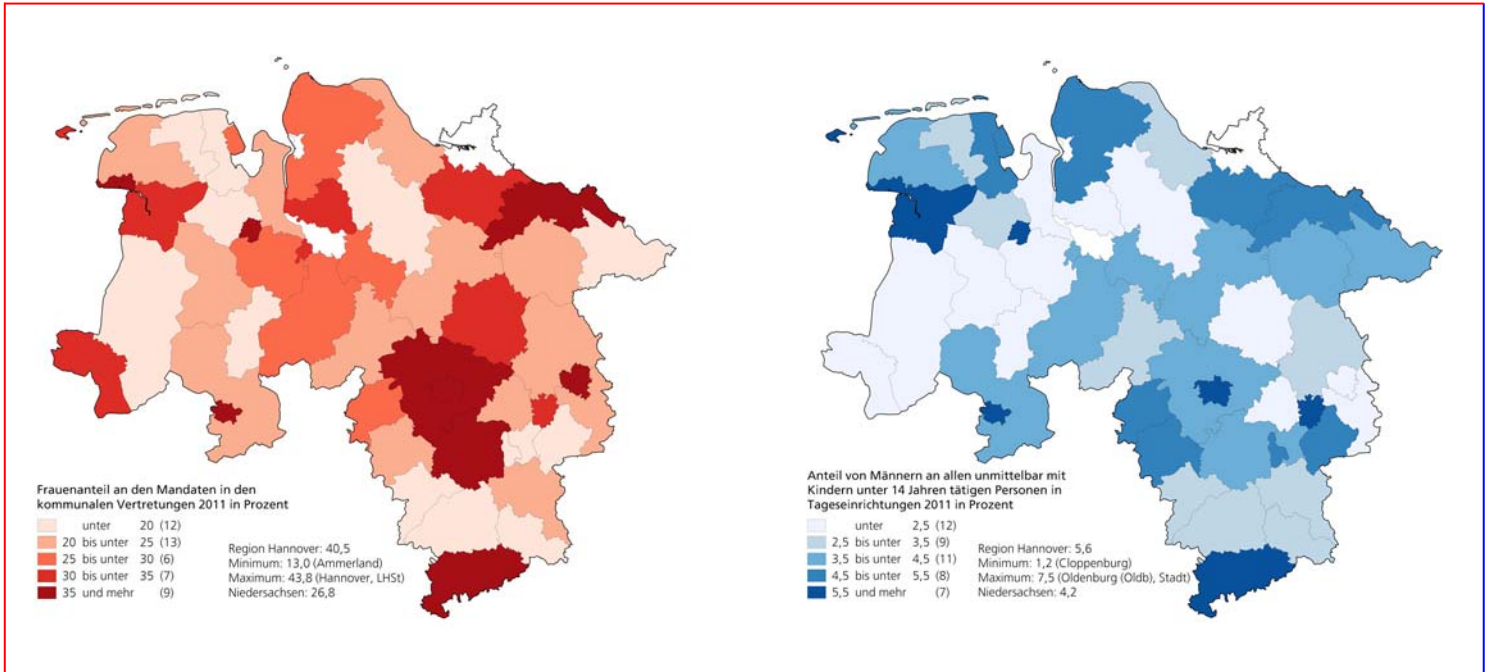 Frauenanteil an den Mandaten in den
kommunalen Vertretungen 2011 in Prozent
unter 20 (12)
20 bis unter 25 (13)
25 bis unter 30 (6)
30 bis unter 35 (7)
35 und mehr (9)
Region Hannover: 40,5
Minimum: 13,0 (Ammerland)
Maximum: 43,8 (Hannover, LHSt)
Niedersachsen: 26,8
Anteil von Männern an allen unmittelbar mit
Kindern unter 14 Jahren tätigen Personen in
Tageseinrichtungen 2011 in Prozent
unter 2,5 (12)
2,5 bis unter 3,5 (9)
3,5 bis unter 4,5 (11)
4,5 bis unter 5,5 (8)
5,5 und mehr (7)
Region Hannover: 5,6
Minimum: 1,2 (Cloppenburg)
Maximum: 7,5 (Oldenburg (Oldb), Stadt)
Niedersachsen: 4,2